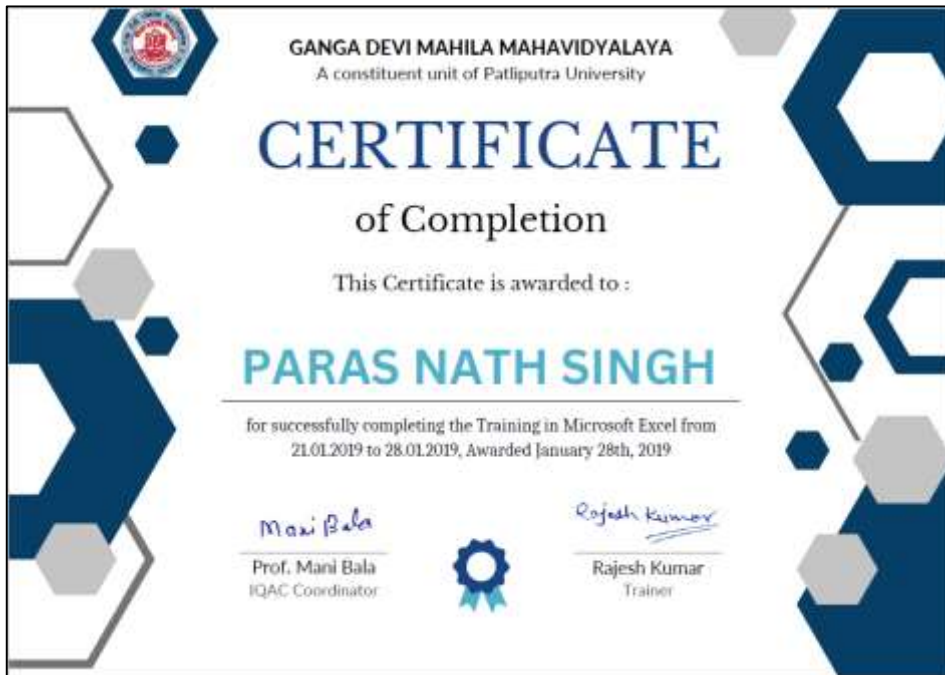 GANGA DEVI MAHILA MAHAVIDYALAYA
A constituent unit of Patliputra University
CERTIFICATE
of Completion
This Certificate is awarded to :
PARAS NATH SINGH
for successfully completing the Training in Microsoft Excel from
21.01.2019 to 28.01.2019, Awarded January 28th, 2019
Mani Bala
Rajesh Kumar
Prof. Mani Bala
Rajesh Kumar
IQAC Coordinator
Trainer